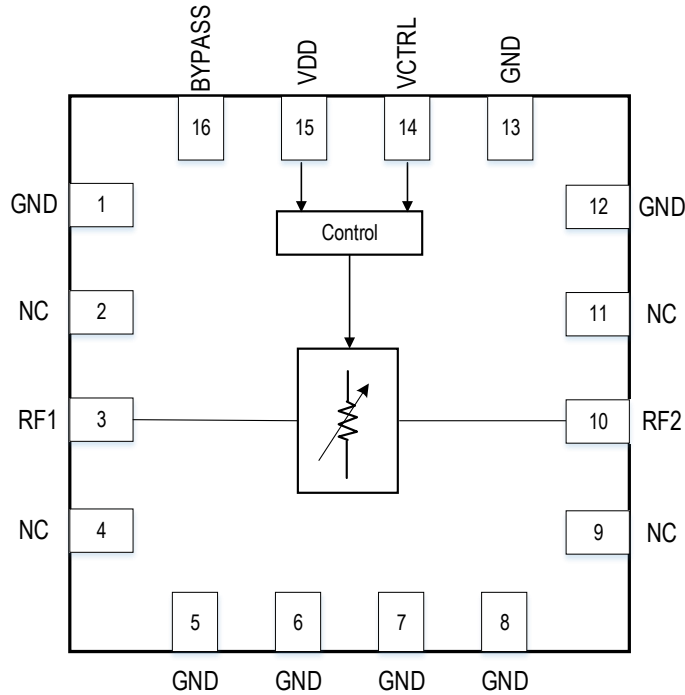 BYPASS
VDD
VCTRL
GND
16
15
14
13
GND
1
12
GND
Control
NC
2
11
NC
RF1
3
10
RF2
NC
4
9
NC
5
6
7
8
GND
GND
GND
GND